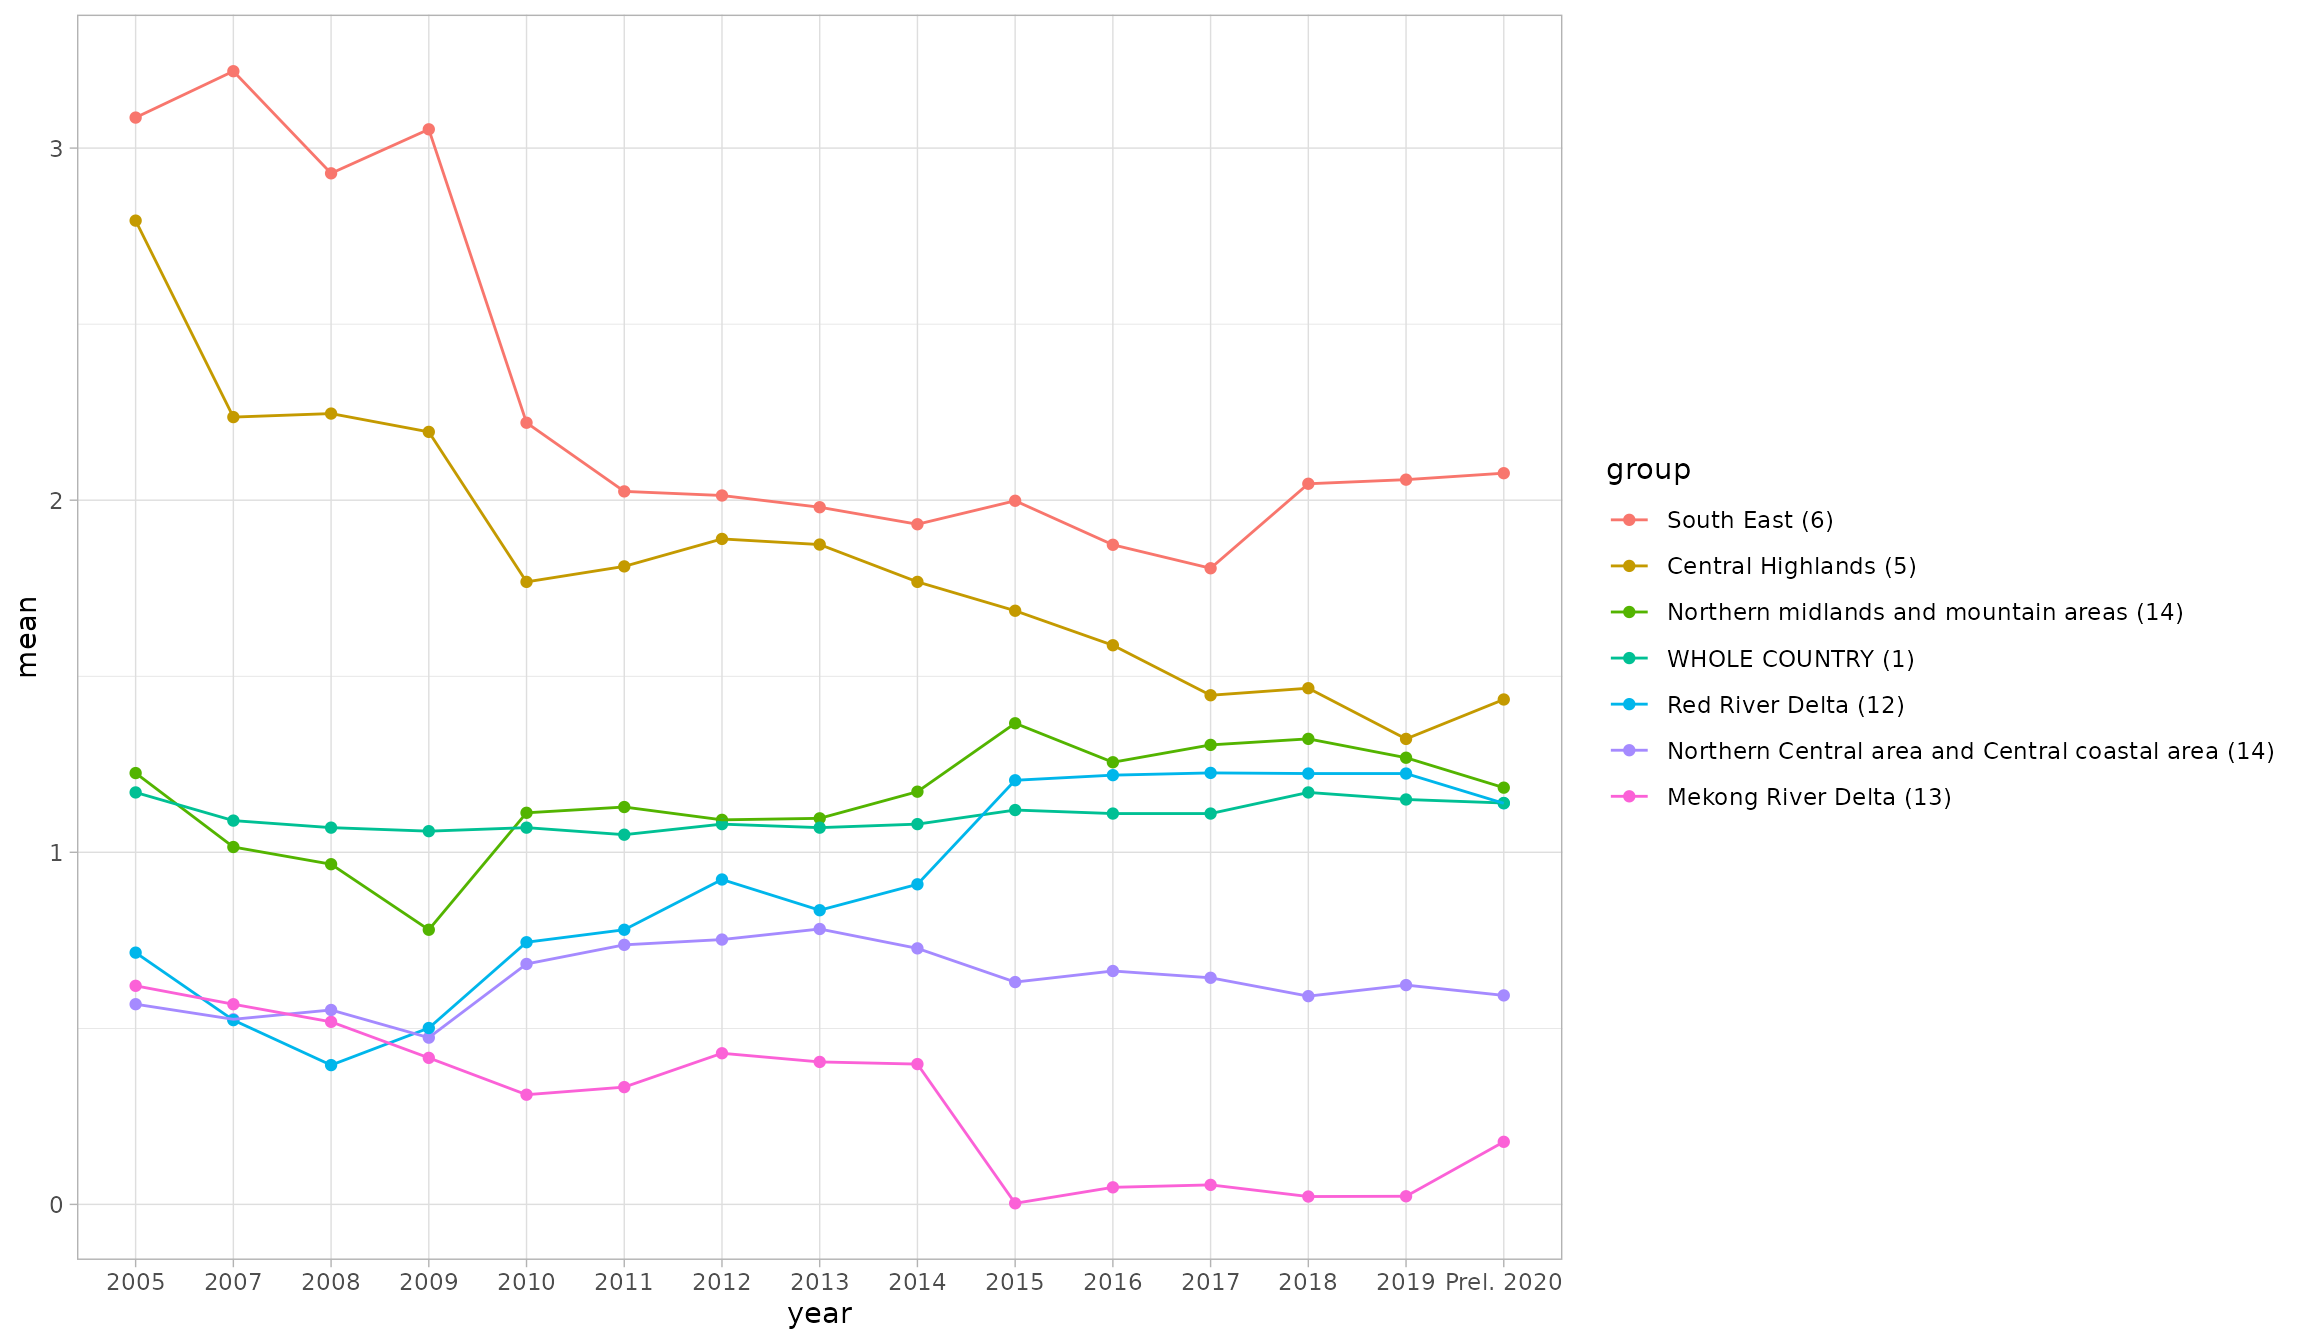 3
2
1
0
mean
2005 2007 2008 2009 2010 2011 2012 2013 2014 2015 2016 2017 2018 2019 Prel. 2020
year
group
South East (6)
Central Highlands (5)
Northern midlands and mountain areas (14)
WHOLE COUNTRY (1)
Red River Delta (12)
Northern Central area and Central coastal area (14)
Mekong River Delta (13)